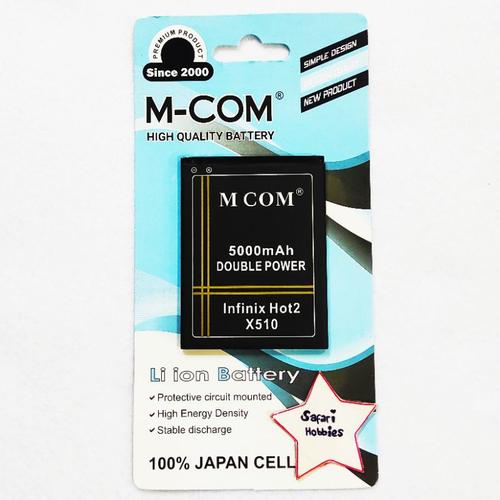 PREMIUM PRODUCT
Since 2000
SIMPLE DESIGN
NEW PRODUCT
M-COM®
HIGH QUALITY BATTERY
M COM®
5000mAh
DOUBLE POWER
Infinix Hot2
X510
Li ion Battery
✓ Protective circuit mounted
✓ High Energy Density
✓ Stable discharge
100% JAPAN CELL
Safari
Hobbies